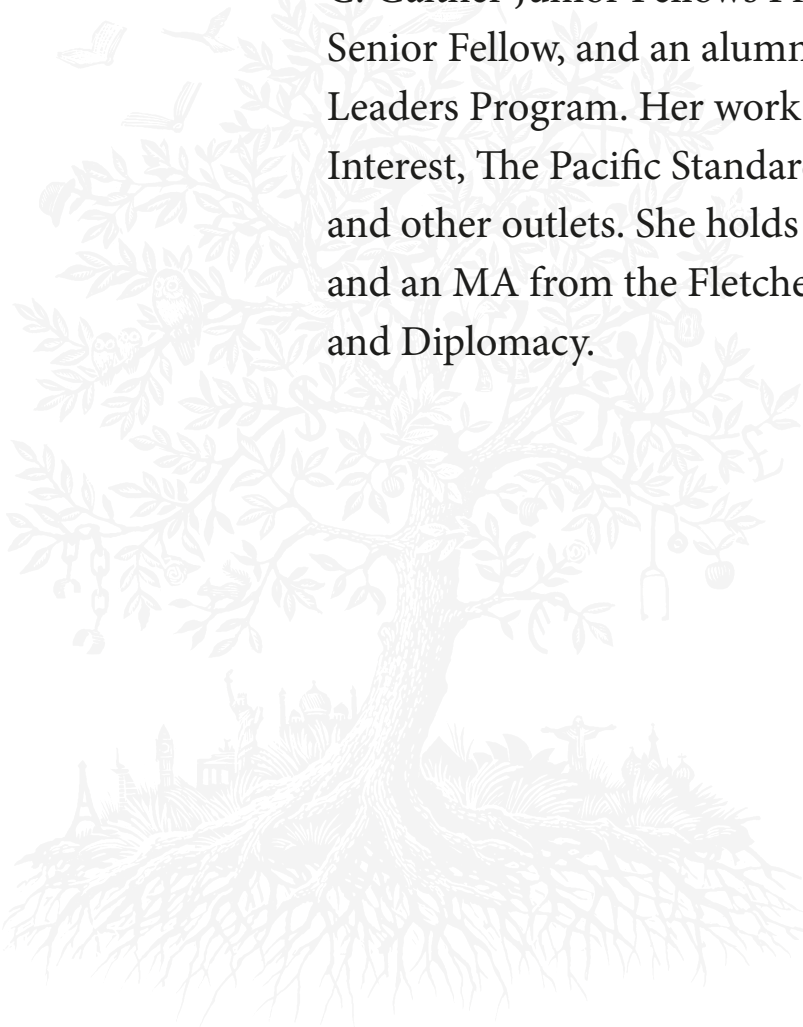 Senior Fellow, and an alumn
Leaders Program. Her work
Interest, The Pacific Standar
and other outlets. She holds
and an MA from the Fletche
and Diplomacy.